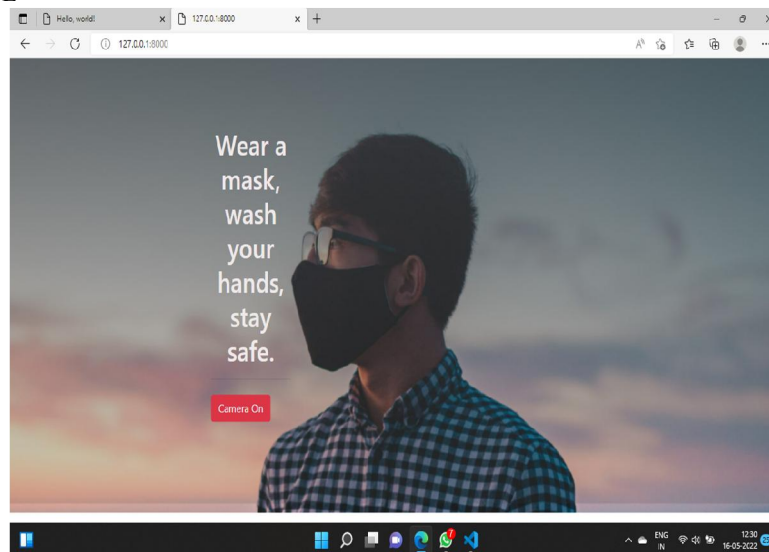 Hello, world!
127.0.0.1:8000
127.0.0.1:8000
Wear a
mask,
wash
your
hands,
stay
safe.
Camera On
7
ENG
IN
12:30
16-05-2022